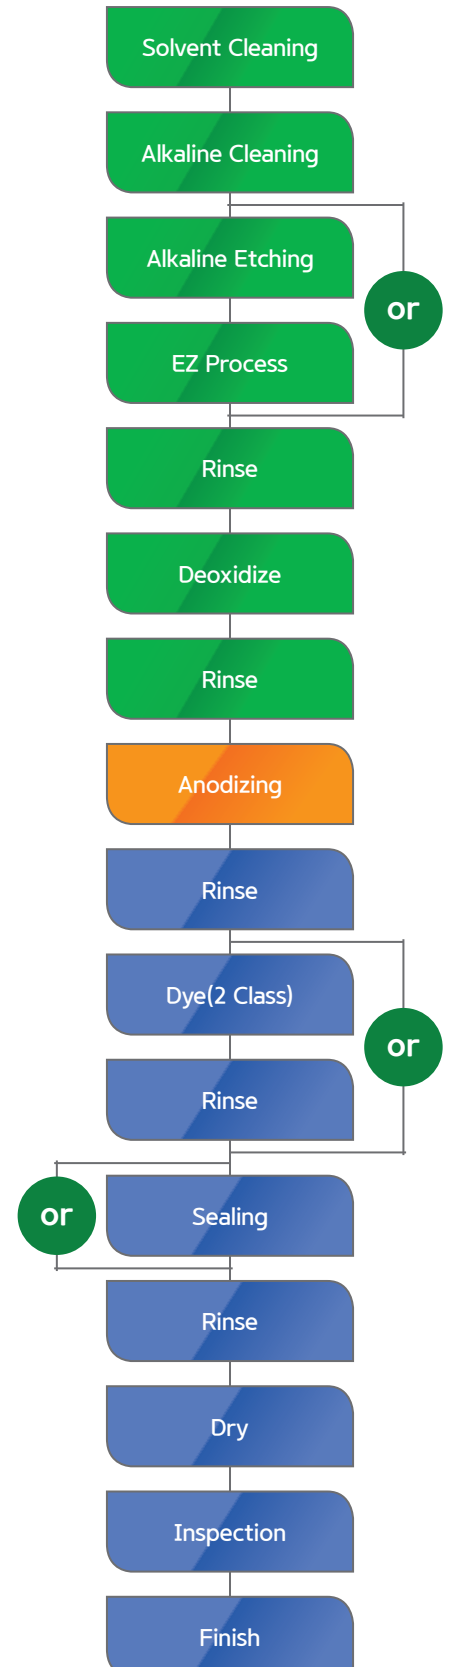 Solvent Cleaning
Alkaline Cleaning
Alkaline Etching
or
EZ Process
Rinse
Deoxidize
Rinse
Anodizing
Rinse
Dye(2 Class)
or
Rinse
Sealing
or
Rinse
Dry
Inspection
Finish